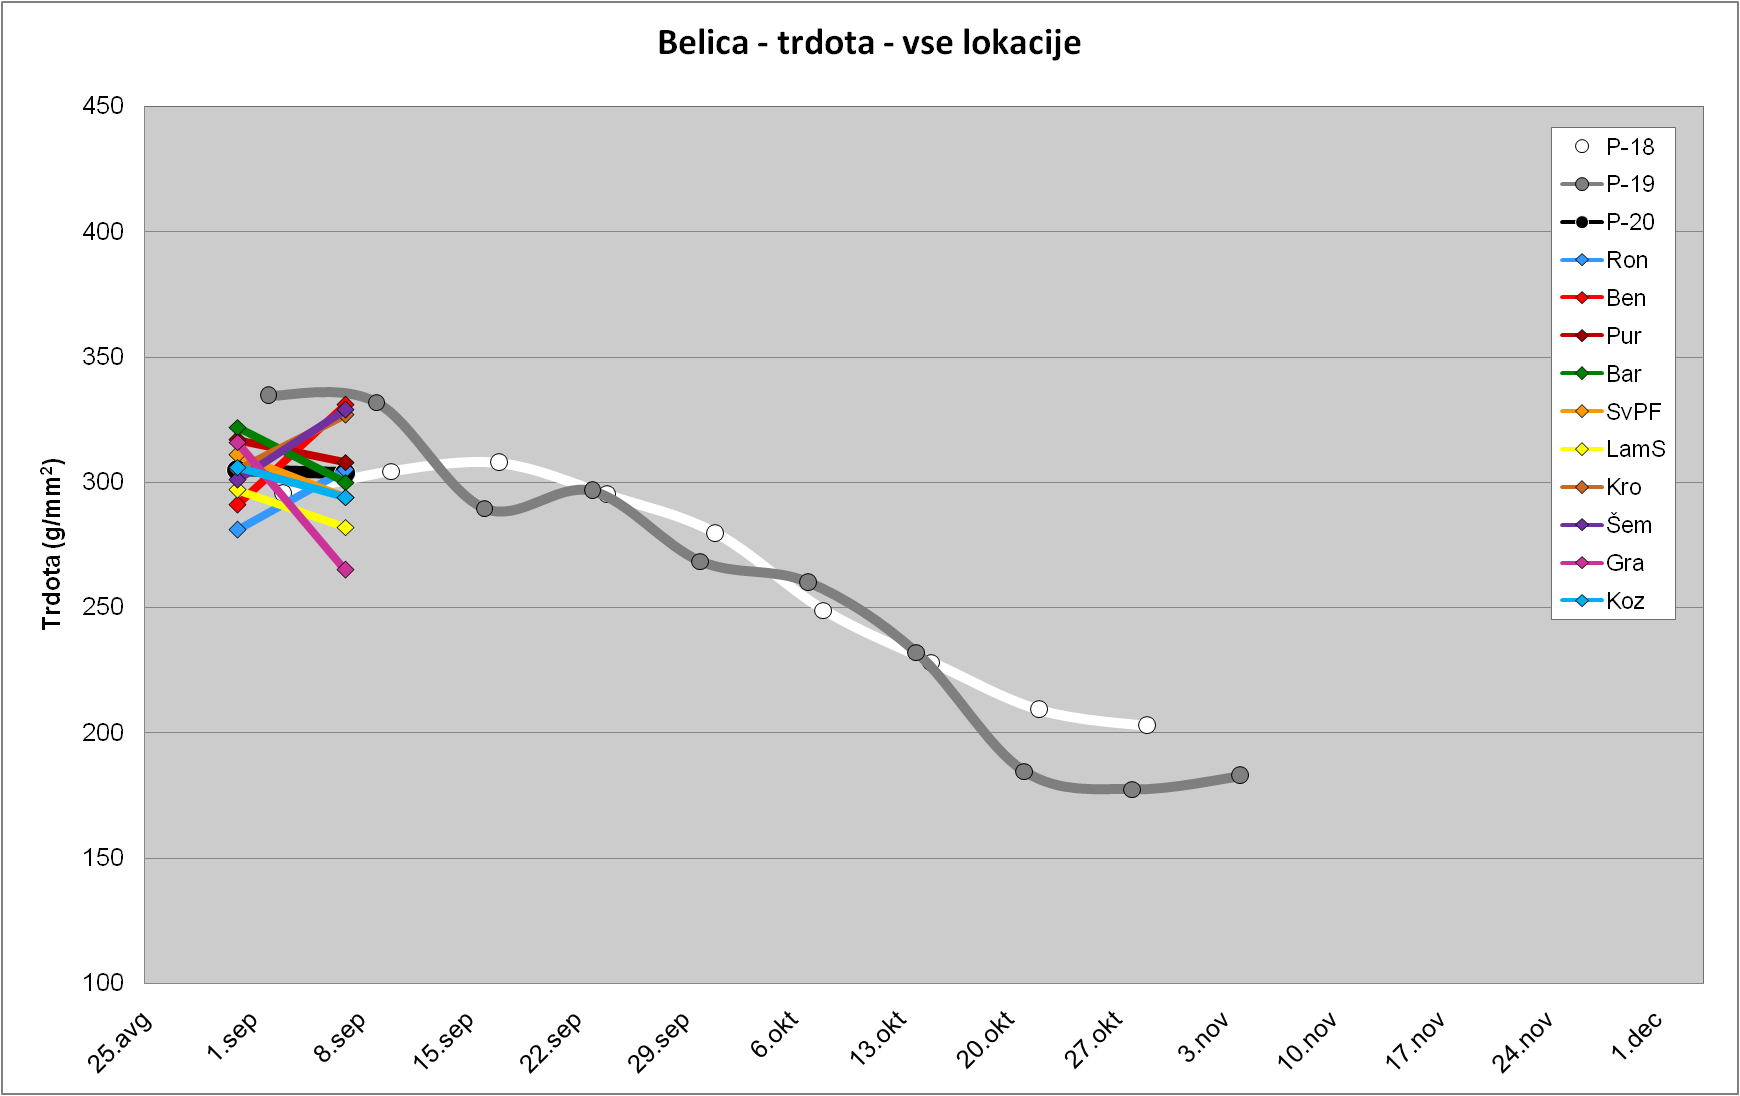 Belica - trdota - vse lokacije
450
400
350
300
250
200
150
100
Trdota (g/mm²)
P-18
P-19
P-20
Ron
Ben
Pur
Bar
SvPF
LamS
Kro
Šem
Gra
Koz
25.avg
1.sep
8.sep
15.sep
22.sep
29.sep
6.okt
13.okt
20.okt
27.okt
3.nov
10.nov
17.nov
24.nov
1.dec